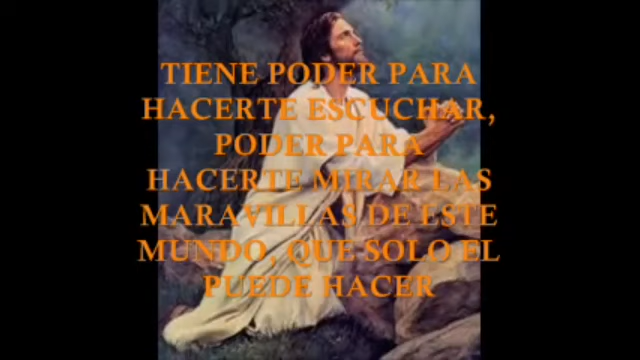 TIENE PODER PARA
HACERTE ESCUCHAR,
PODER PARA
HACERTE MIRAR LAS
MARAVILLAS DE ESTE
MUNDO, QUE SOLO EL
PUEDE HACER